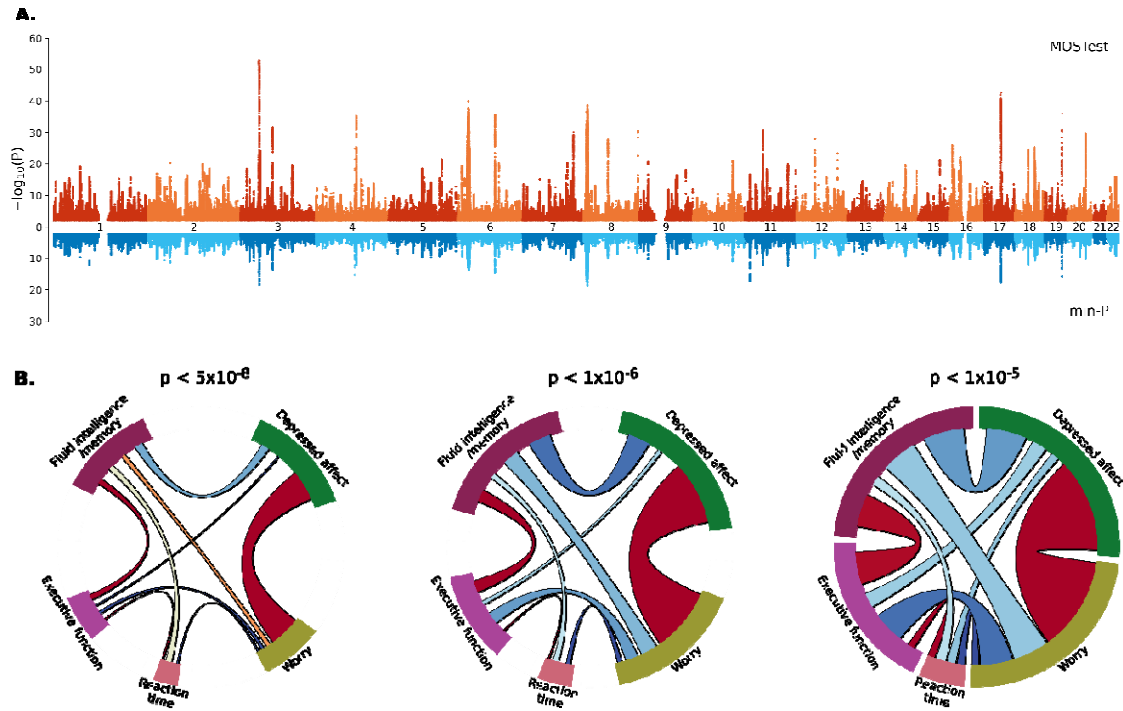 A.
60
MOSTest
50
40
30
20
10
0
−log10(P)
1 2 3 4 5 6 7 8 9 10 11 12 13 14 15 16 17 18 19 20 21 22
10
20
30
min-P
B.
p < 5x10-8
p < 1x10-6
p < 1x10-5
Fluid intelligence
/memory
Depressed affect
Executive function
Reaction
time
Worry
Fluid intelligence
/memory
Depressed affect
Executive function
Reaction
time
Worry
Fluid intelligence
/memory
Depressed affect
Executive function
Reaction
time
Worry